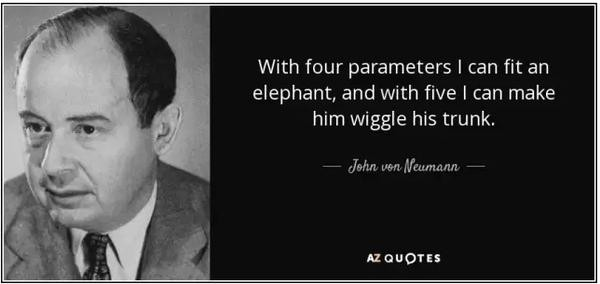 With four parameters I can fit an
elephant, and with five I can make
him wiggle his trunk.
John von Neumann
AZ QUOTES